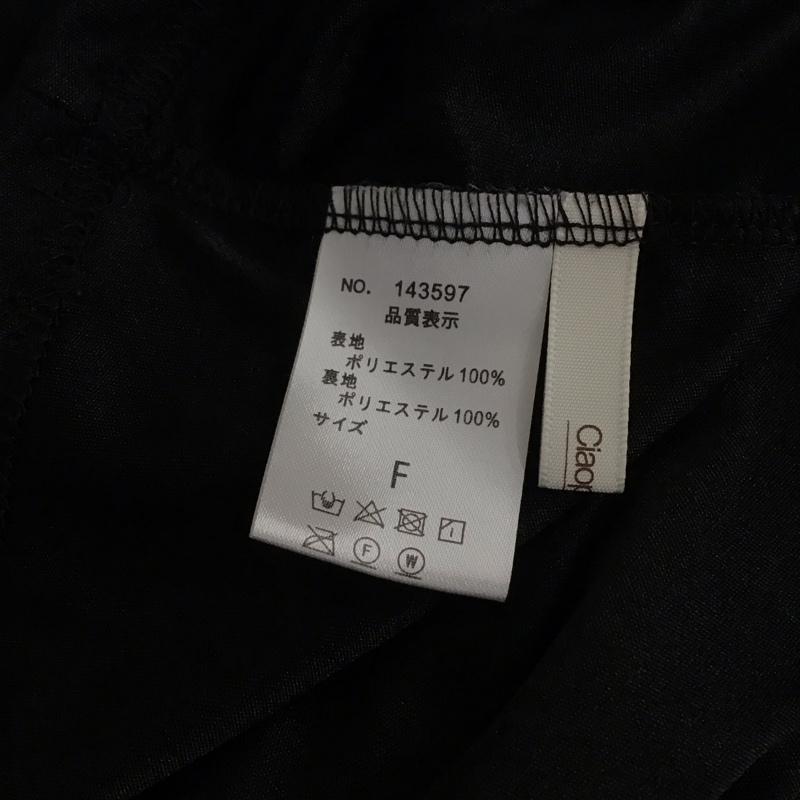 NO. 143597
品質表示
表地
ポリエステル100%
裏地
ポリエステル100%
サイズ
F
F
W